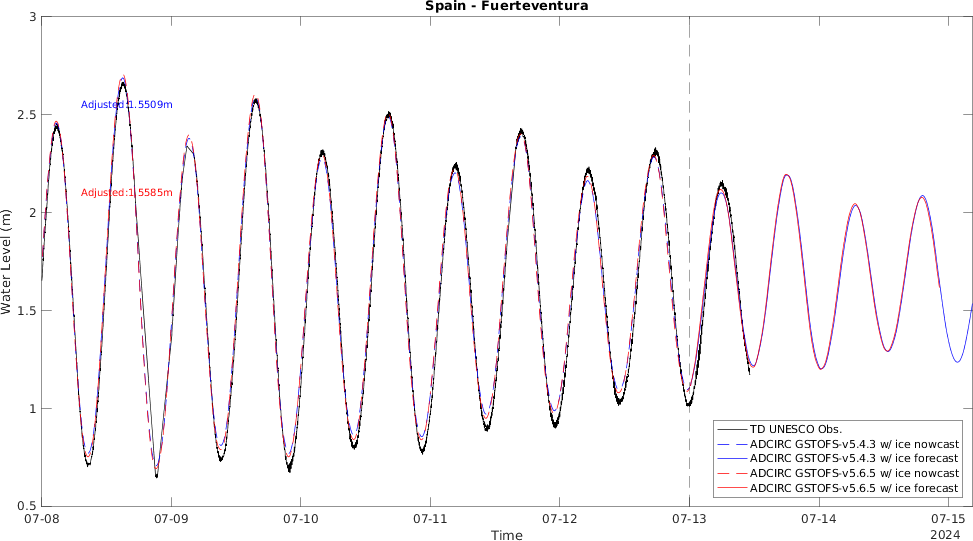 Spain - Fuerteventura
Water Level (m)
3
2.5
2
1.5
1
0.5
Adjusted:1.5509m
Adjusted:1.5585m
TD UNESCO Obs.
ADCIRC GSTOFS-v5.4.3 w/ ice nowcast
ADCIRC GSTOFS-v5.4.3 w/ ice forecast
ADCIRC GSTOFS-v5.6.5 w/ ice nowcast
ADCIRC GSTOFS-v5.6.5 w/ ice forecast
07-08 07-09 07-10 07-11 07-12 07-13 07-14 07-15
Time
2024